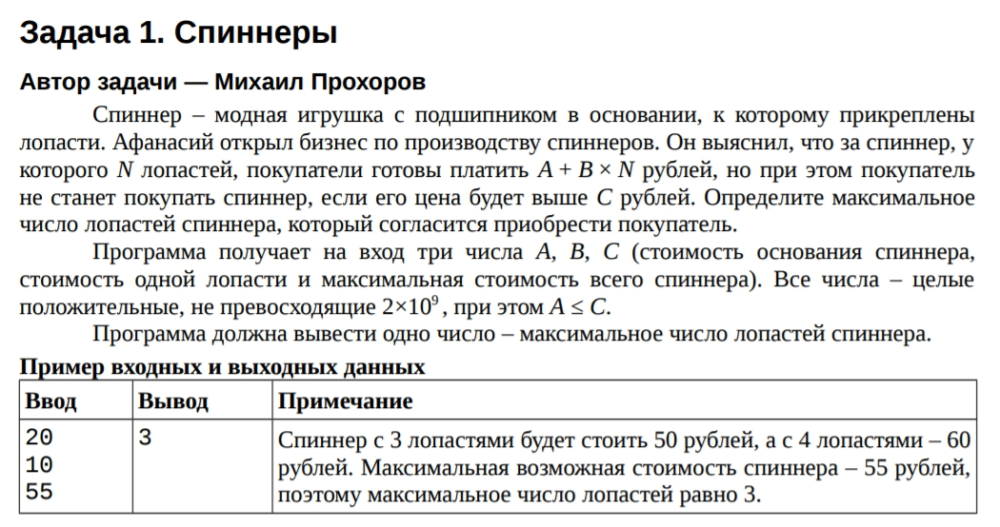 Задача 1. Спиннеры
Автор задачи — Михаил Прохоров
Спиннер – модная игрушка с подшипником в основании, к которому прикреплены
лопасти. Афанасий открыл бизнес по производству спиннеров. Он выяснил, что за спиннер, у
которого N лопастей, покупатели готовы платить A + B × N рублей, но при этом покупатель
не станет покупать спиннер, если его цена будет выше C рублей. Определите максимальное
число лопастей спиннера, который согласится приобрести покупатель.
Программа получает на вход три числа A, B, C (стоимость основания спиннера,
стоимость одной лопасти и максимальная стоимость всего спиннера). Все числа – целые
положительные, не превосходящие 2×10⁹, при этом A ≤ C.
Программа должна вывести одно число – максимальное число лопастей спиннера.
Пример входных и выходных данных
Ввод Вывод Примечание
20 3 Спиннер с 3 лопастями будет стоить 50 рублей, а с 4 лопастями – 60
10 рублей. Максимальная возможная стоимость спиннера – 55 рублей,
55 поэтому максимальное число лопастей равно 3.